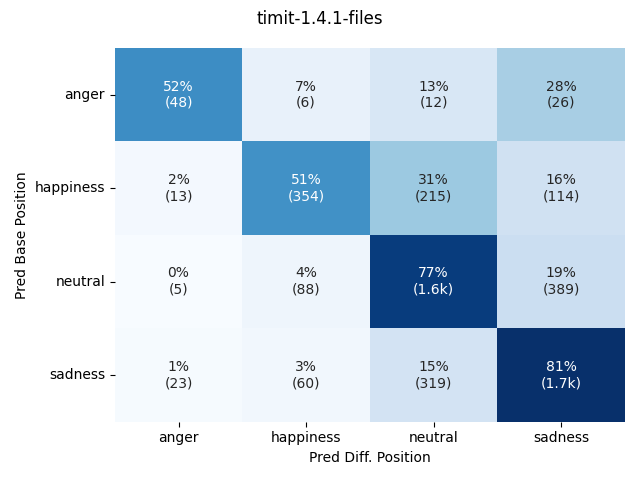 timit-1.4.1-files
Pred Base Position
anger
52%
(48)
7%
(6)
13%
(12)
28%
(26)
happiness
2%
(13)
51%
(354)
31%
(215)
16%
(114)
neutral
0%
(5)
4%
(88)
77%
(1.6k)
19%
(389)
sadness
1%
(23)
3%
(60)
15%
(319)
81%
(1.7k)
anger
happiness
neutral
sadness
Pred Diff. Position